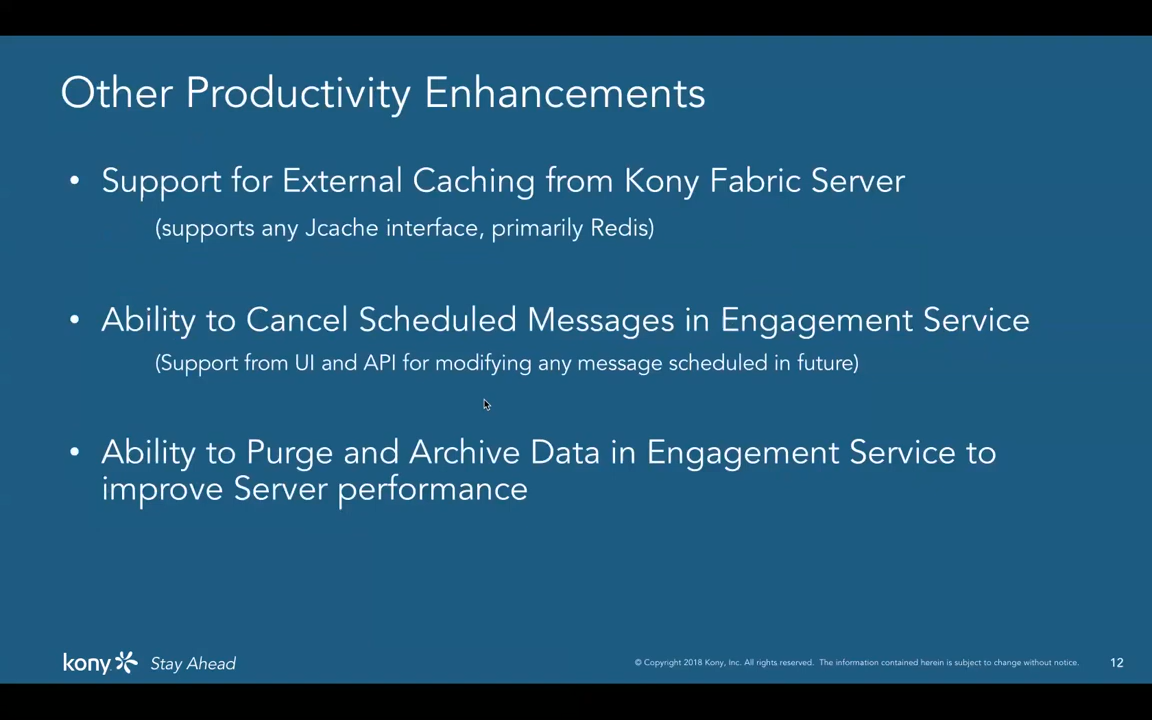 Other Productivity Enhancements
• Support for External Caching from Kony Fabric Server
(supports any Jcache interface, primarily Redis)
• Ability to Cancel Scheduled Messages in Engagement Service
(Support from UI and API for modifying any message scheduled in future)
• Ability to Purge and Archive Data in Engagement Service to
improve Server performance
kony Stay Ahead
© Copyright 2018 Kony, Inc. All rights reserved. The information contained herein is subject to change without notice.
12